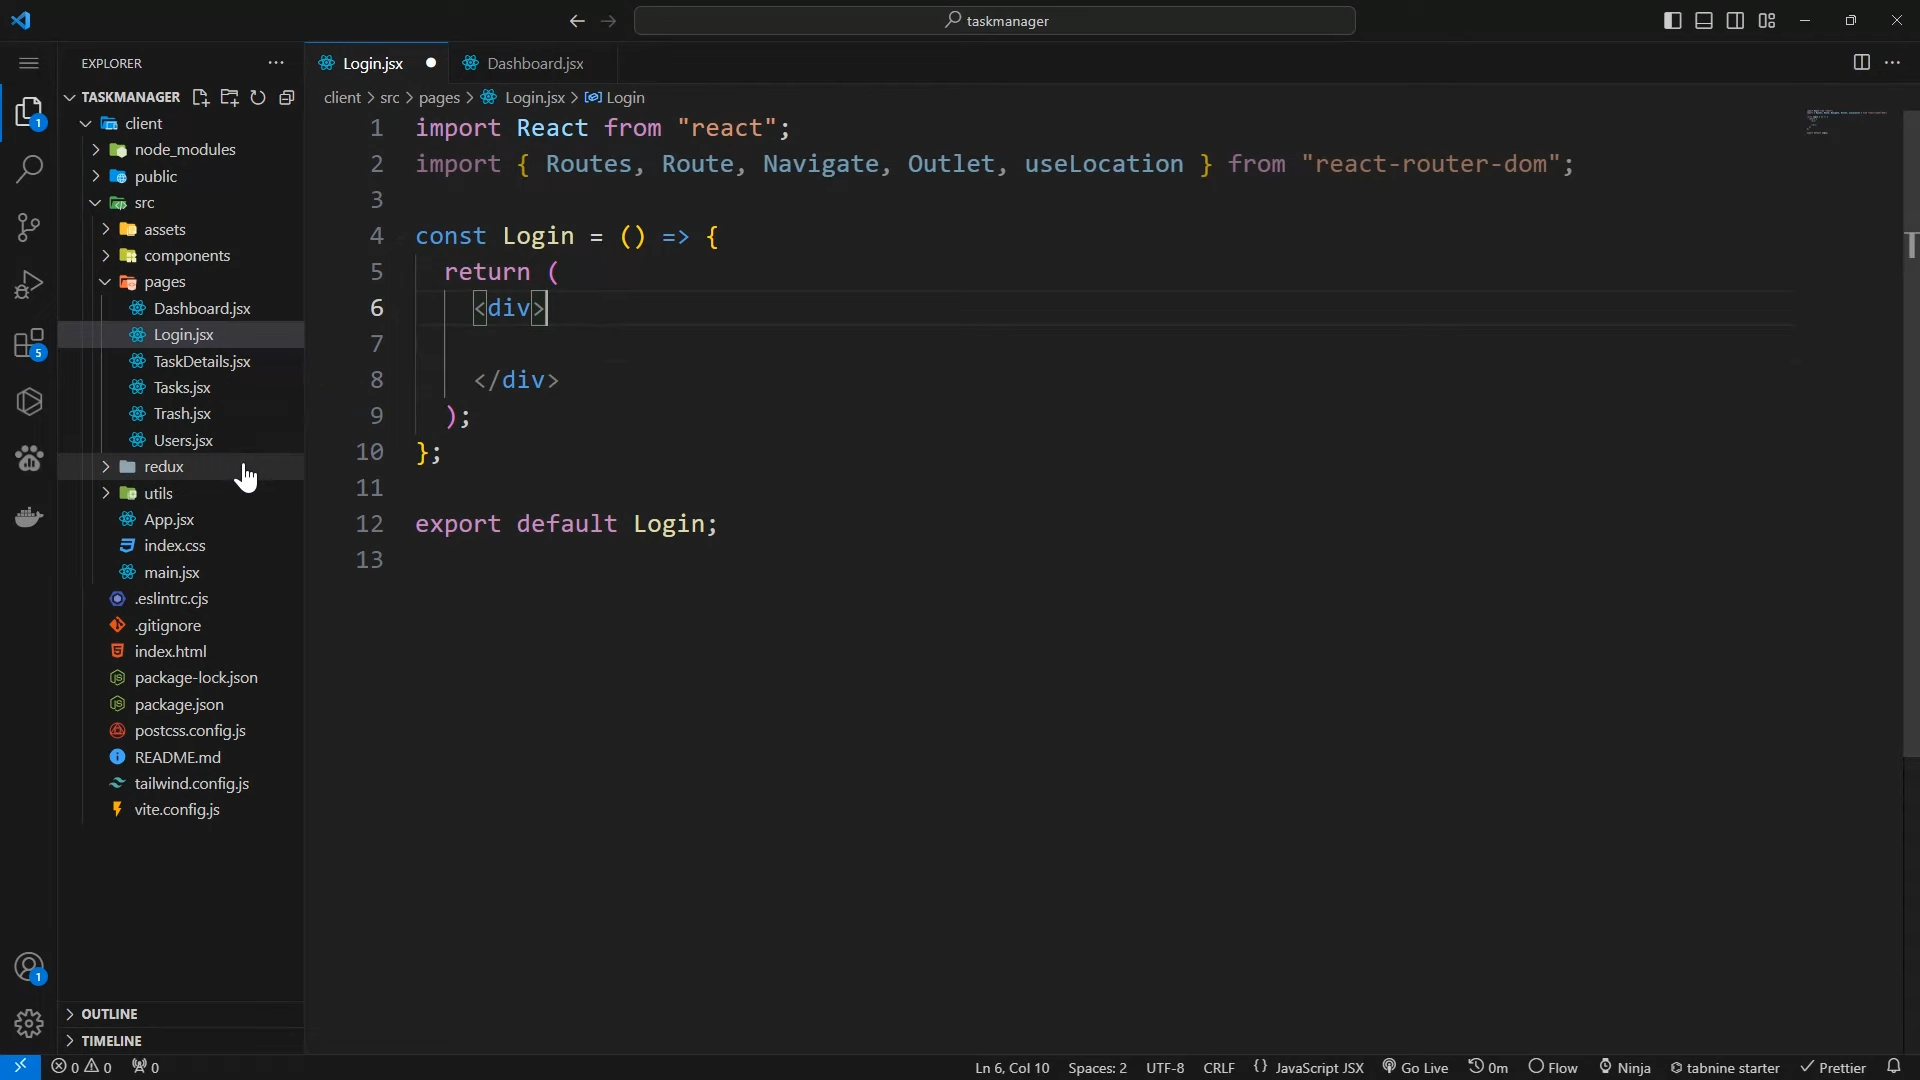 taskmanager
EXPLORER
TASKMANAGER
client
node_modules
public
src
assets
components
pages
Dashboard.jsx
Login.jsx
TaskDetails.jsx
Tasks.jsx
Trash.jsx
Users.jsx
redux
utils
App.jsx
index.css
main.jsx
.eslintrc.cjs
.gitignore
index.html
package-lock.json
package.json
postcss.config.js
README.md
tailwind.config.js
vite.config.js
OUTLINE
TIMELINE
1
5
1
Login.jsx
Dashboard.jsx
client > src > pages > Login.jsx > Login
1 import React from "react";
2 import { Routes, Route, Navigate, Outlet, useLocation } from "react-router-dom";
3
4 const Login = () => {
5 return (
6 <div>
7
8 </div>
9 );
10 };
11
12 export default Login;
13
0 0 0
Ln 6, Col 10 Spaces: 2 UTF-8 CRLF {} JavaScript JSX Go Live 0m Flow Ninja tabnine starter Prettier